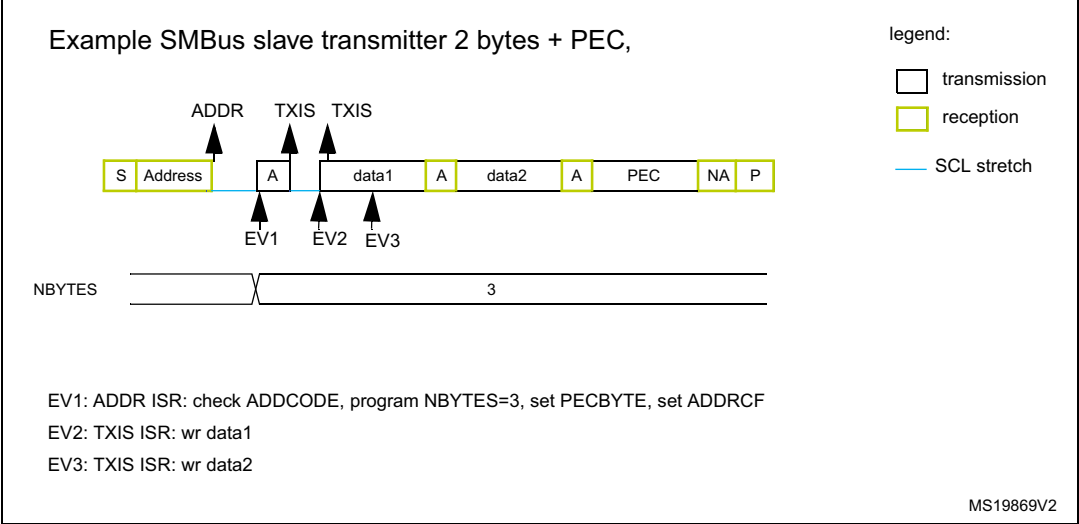 Example SMBus slave transmitter 2 bytes + PEC,
legend:
transmission
reception
SCL stretch
ADDR TXIS TXIS
S Address A data1 A data2 A PEC NA P
EV1 EV2 EV3
NBYTES 3
EV1: ADDR ISR: check ADDCODE, program NBYTES=3, set PECBYTE, set ADDRCF
EV2: TXIS ISR: wr data1
EV3: TXIS ISR: wr data2
MS19869V2